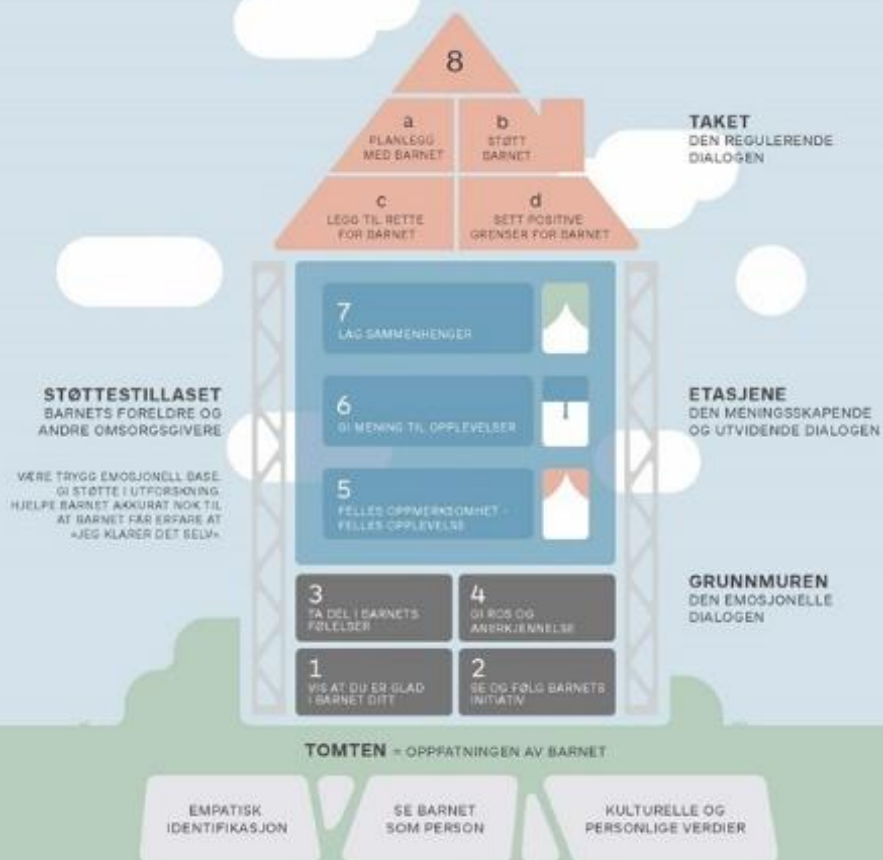 8
a
PLANLEGG
MED BARNET
b
STØTT
BARNET
c
LEGG TIL RETTE
FOR BARNET
d
SETT POSITIVE
GRENSER FOR BARNET
TAKET
DEN REGULERENDE
DIALOGEN
7
LAG SAMMENHENGER
6
GI MENING TIL OPPLEVELSER
5
FELLES OPPMERKSOMHET -
FELLES OPPLEVELSE
STØTTESTILLASET
BARNETS FORELDRE OG
ANDRE OMSORGSGIVERE
VÆRE TRYGG EMOSJONELL BASE.
GI STØTTE I UTFORSKNING.
HJELPE BARNET AKKURAT NOK TIL
AT BARNET FÅR ERFARE AT
«JEG KLARER DET SELV».
ETASJENE
DEN MENINGSSKAPENDE
OG UTVIDENDE DIALOGEN
3
TA DEL I BARNETS
FØLELSER
4
GI ROS OG
ANERKJENNELSE
1
VIS AT DU ER GLAD
I BARNET DITT
2
SE OG FØLG BARNETS
INITIATIV
GRUNNMUREN
DEN EMOSJONELLE
DIALOGEN
TOMTEN = OPPFATNINGEN AV BARNET
EMPATISK
IDENTIFIKASJON
SE BARNET
SOM PERSON
KULTURELLE OG
PERSONLIGE VERDIER